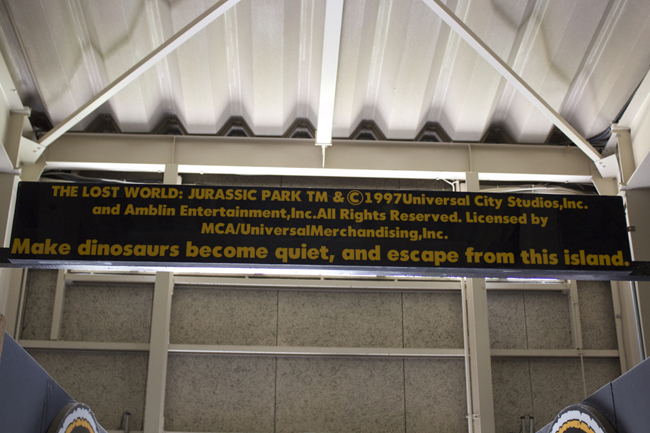 THE LOST WORLD: JURASSIC PARK TM & ©1997Universal City Studios,Inc.
and Amblin Entertainment,Inc.All Rights Reserved. Licensed by
MCA/UniversalMerchandising,Inc.
Make dinosaurs become quiet, and escape from this island.